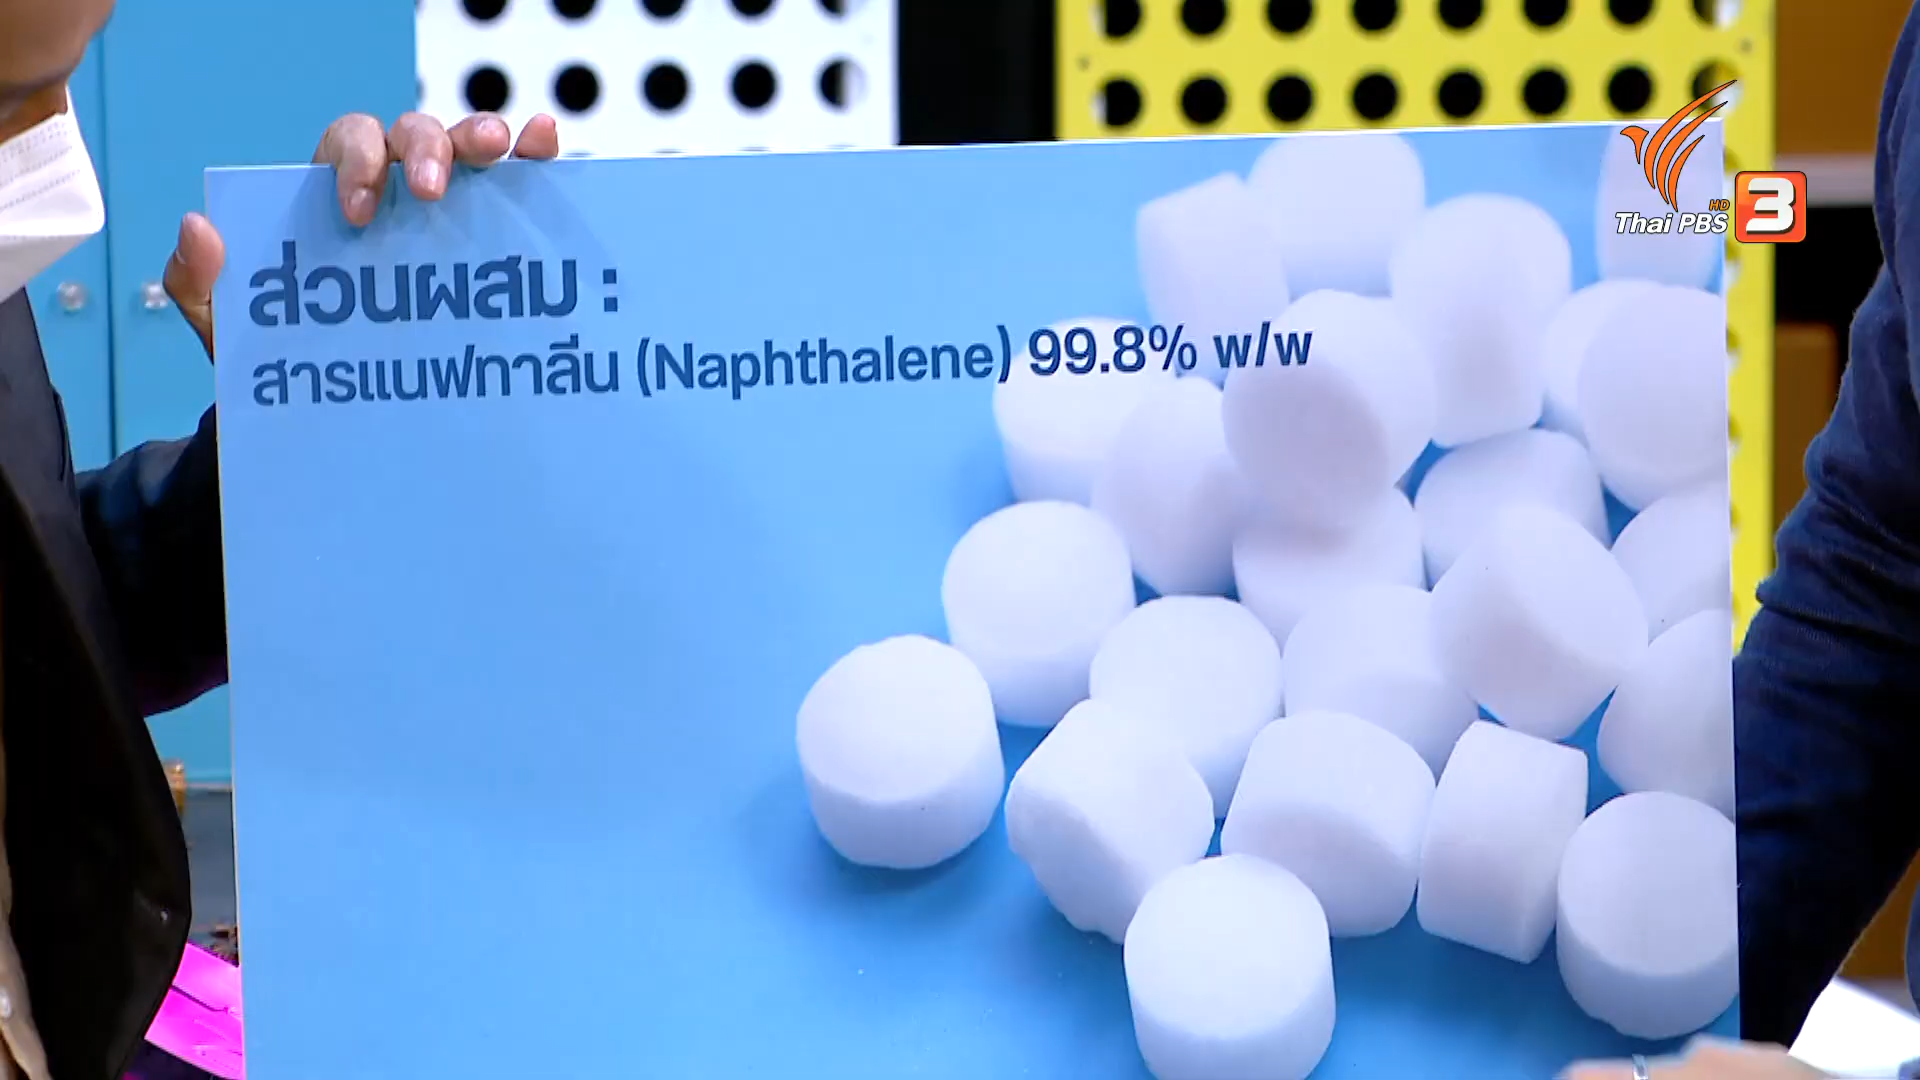 ส่วนผสม :
สารแนฟทาลีน (Naphthalene) 99.8% w/w
HD
Thai PBS 3